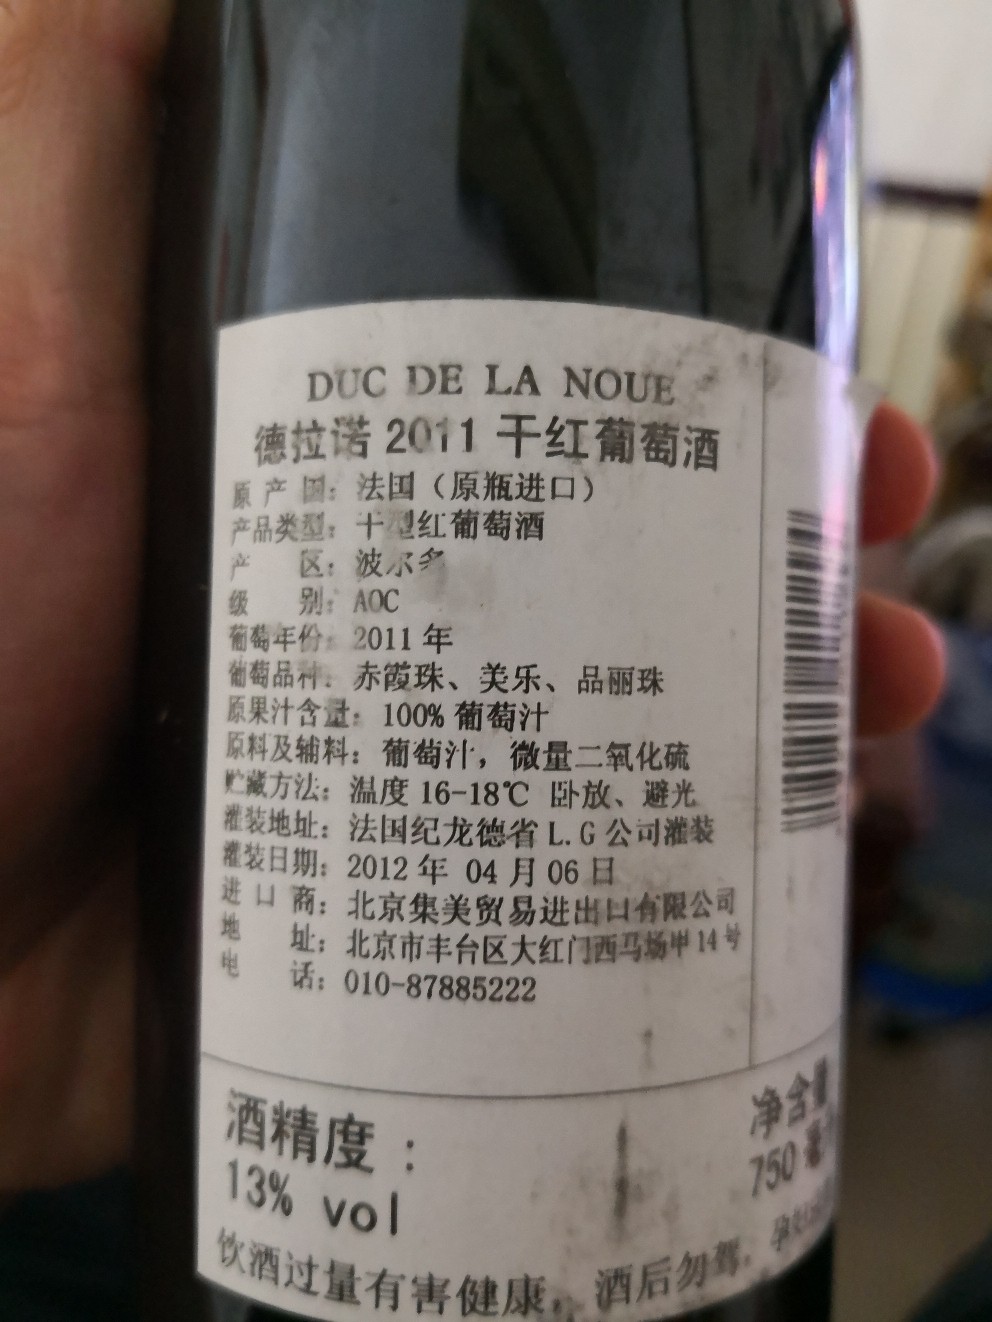 DUC DE LA NOUE
德拉诺 2011 干红葡萄酒
原产国：法国（原瓶进口）
产品类型：干型红葡萄酒
产区：波尔多
级别：AOC
葡萄年份：2011 年
葡萄品种：赤霞珠、美乐、品丽珠
原果汁含量：100% 葡萄汁
原料及辅料：葡萄汁，微量二氧化硫
贮藏方法：温度 16-18℃ 卧放、避光
灌装地址：法国纪龙德省 L.G 公司灌装
灌装日期：2012 年 04 月 06 日
进口商：北京集美贸易进出口有限公司
地址：北京市丰台区大红门西马场甲 14 号
电话：010-87885222
酒精度：
13% vol
净含量
750 毫
饮酒过量有害健康，酒后勿驾，孕